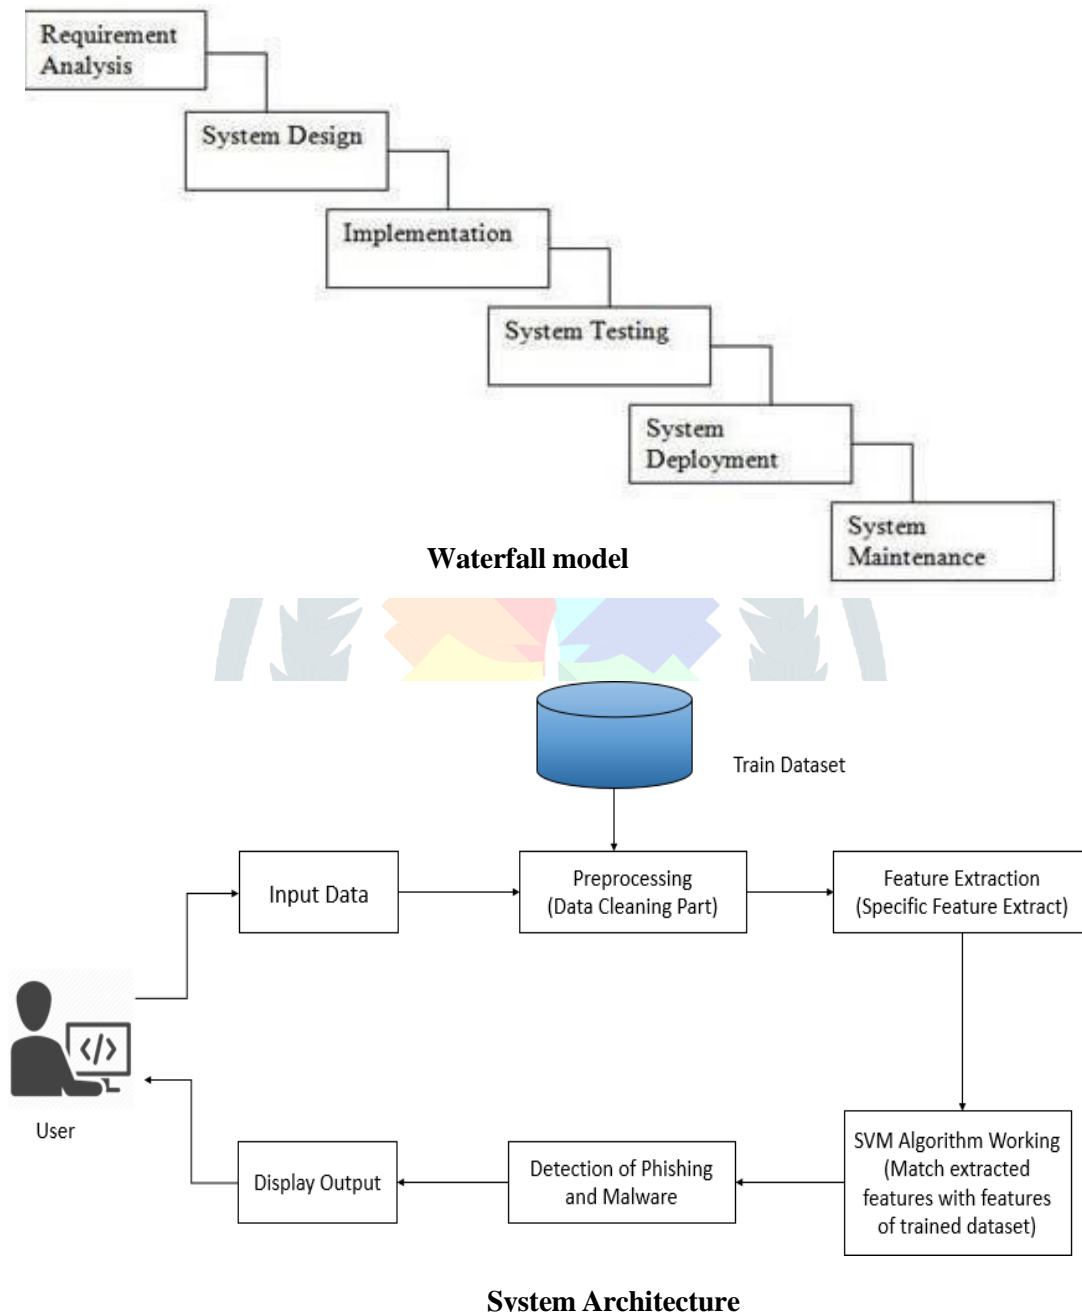 Requirement
Analysis
System Design
Implementation
System Testing
System
Deployment
System
Maintenance
Waterfall model
Train Dataset
Input Data
Preprocessing
(Data Cleaning Part)
Feature Extraction
(Specific Feature Extract)
</>
User
SVM Algorithm Working
(Match extracted
features with features
of trained dataset)
Detection of Phishing
and Malware
Display Output
System Architecture